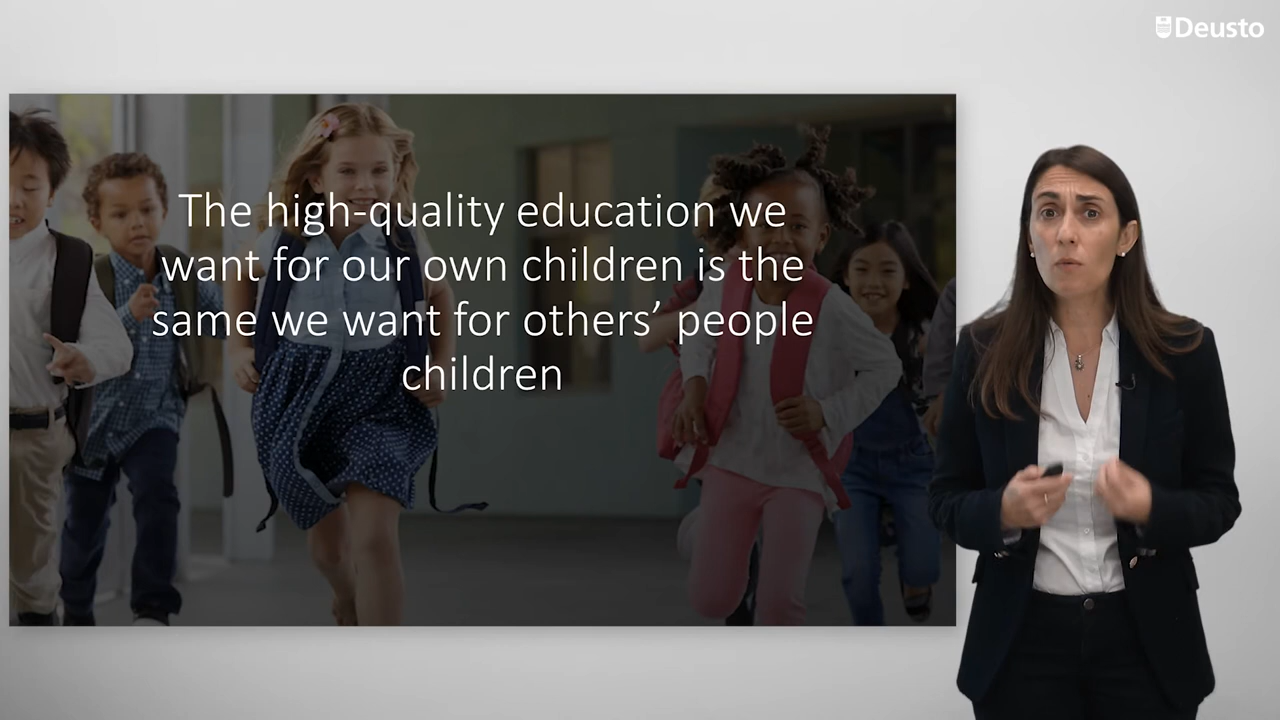 Deusto
The high-quality education we
want for our own children is the
same we want for others’ people
children